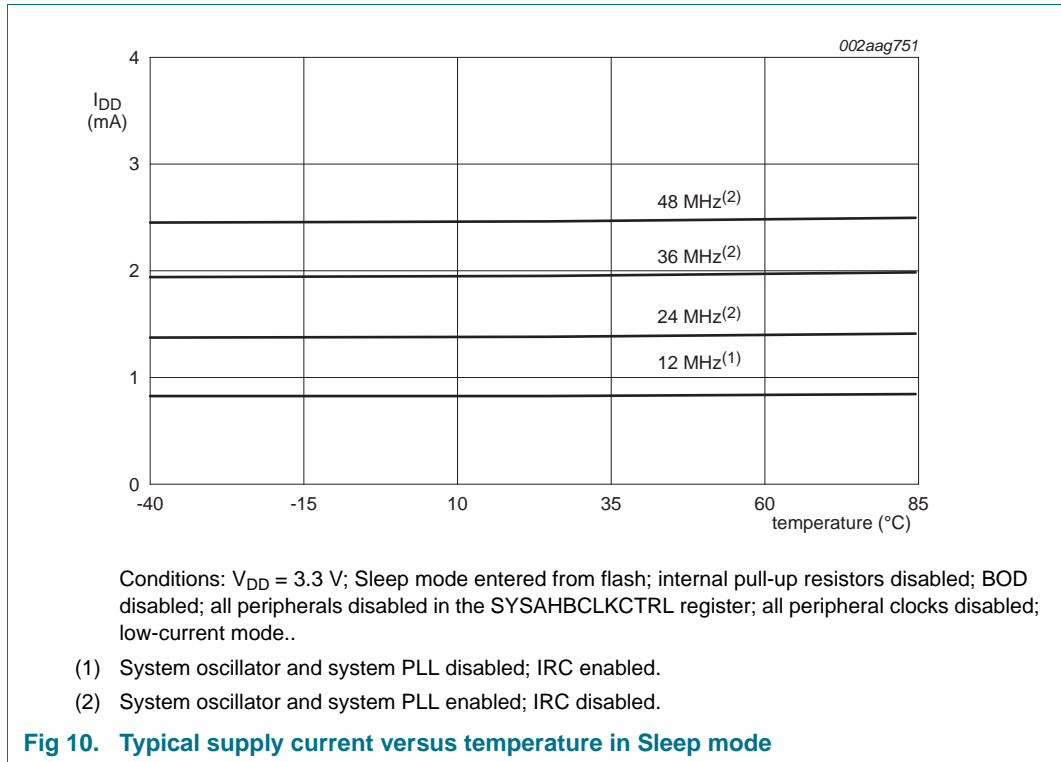 002aag751
4
I_DD
(mA)
3
48 MHz(2)
36 MHz(2)
2
24 MHz(2)
12 MHz(1)
1
0
-40 -15 10 35 60 85
temperature (°C)
Conditions: V_DD = 3.3 V; Sleep mode entered from flash; internal pull-up resistors disabled; BOD
disabled; all peripherals disabled in the SYSAHBCLKCTRL register; all peripheral clocks disabled;
low-current mode..
(1) System oscillator and system PLL disabled; IRC enabled.
(2) System oscillator and system PLL enabled; IRC disabled.
Fig 10. Typical supply current versus temperature in Sleep mode